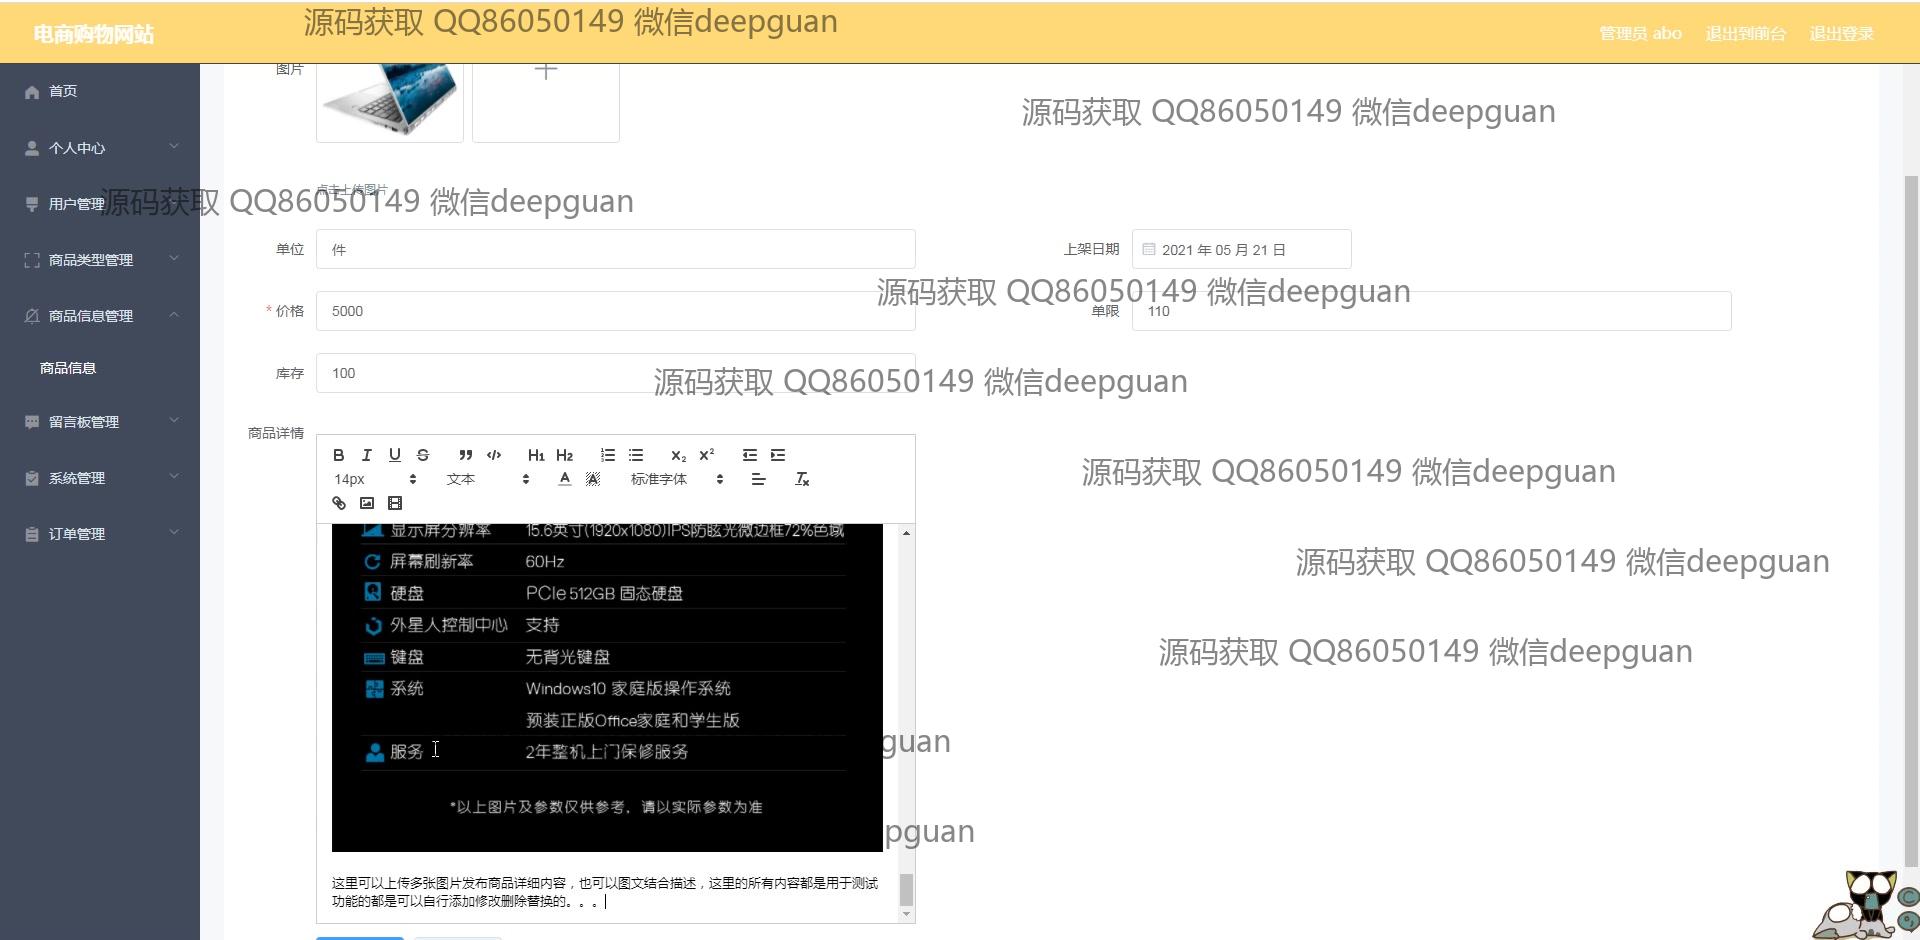 电商购物网站
源码获取 QQ86050149 微信deepguan
管理员 abo
退出到前台
退出登录
首页
个人中心
用户管理
商品类型管理
商品信息管理
商品信息
留言板管理
系统管理
订单管理
图片
源码获取 QQ86050149 微信deepguan
点击上传图片
源码获取 QQ86050149 微信deepguan
单位
件
上架日期
2021 年 05 月 21 日
源码获取 QQ86050149 微信deepguan
* 价格
5000
单限
110
库存
100
源码获取 QQ86050149 微信deepguan
商品详情
B I U S H1 H2 X2 X2
14px 文本 A A 标准字体 Tx
源码获取 QQ86050149 微信deepguan
显示屏分辨率 15.6英寸(1920x1080)IPS防眩光微边框72%色域
屏幕刷新率 60Hz
源码获取 QQ86050149 微信deepguan
硬盘 PCIe 512GB 固态硬盘
外星人控制中心 支持
键盘 无背光键盘
源码获取 QQ86050149 微信deepguan
系统 Windows10 家庭版操作系统
预装正版Office家庭和学生版
服务 2年整机上门保修服务
guan
*以上图片及参数仅供参考，请以实际参数为准
pguan
这里可以上传多张图片发布商品详细内容，也可以图文结合描述，这里的所有内容都是用于测试
功能的都是可以自行添加修改删除替换的。。。